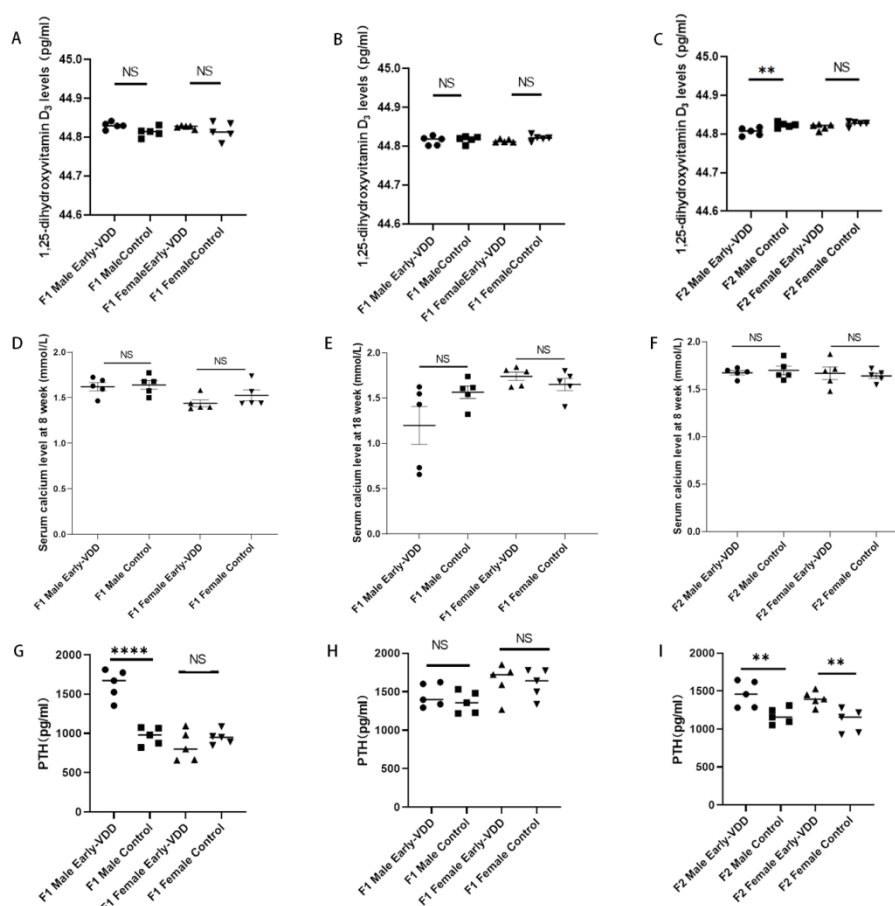 A
1,25-dihydroxyvitamin D3 levels (pg/ml)
45.0
44.9
44.8
44.7
44.6
NS
NS
F1 Male Early-VDD
F1 MaleControl
F1 FemaleEarly-VDD
F1 FemaleControl
B
1,25-dihydroxyvitamin D3 levels (pg/ml)
45.0
44.9
44.8
44.7
44.6
NS
NS
F1 Male Early-VDD
F1 MaleControl
F1 FemaleEarly-VDD
F1 FemaleControl
C
1,25-dihydroxyvitamin D3 levels (pg/ml)
45.0
44.9
44.8
44.7
44.6
**
NS
F2 Male Early-VDD
F2 Male Control
F2 Female Early-VDD
F2 Female Control
D
Serum calcium level at 8 week (mmol/L)
2.0
1.5
1.0
0.5
0.0
NS
NS
F1 Male Early-VDD
F1 Male Control
F1 Female Early-VDD
F1 Female Control
E
Serum calcium level at 18 week (mmol/L)
2.0
1.5
1.0
0.5
0.0
NS
NS
F1 Male Early-VDD
F1 Male Control
F1 Female Early-VDD
F1 Female Control
F
Serum calcium level at 8 week (mmol/L)
2.0
1.5
1.0
0.5
0.0
NS
NS
F2 Male Early-VDD
F2 Male Control
F2 Female Early-VDD
F2 Female Control
G
PTH(pg/ml)
2000
1500
1000
500
0
****
NS
F1 Male Early-VDD
F1 Male Control
F1 Female Early-VDD
F1 Female Control
H
PTH(pg/ml)
2000
1500
1000
500
0
NS
NS
F1 Male Early-VDD
F1 Male Control
F1 Female Early-VDD
F1 Female Control
I
PTH(pg/ml)
2000
1500
1000
500
0
**
**
F2 Male Early-VDD
F2 Male Control
F2 Female Early-VDD
F2 Female Control